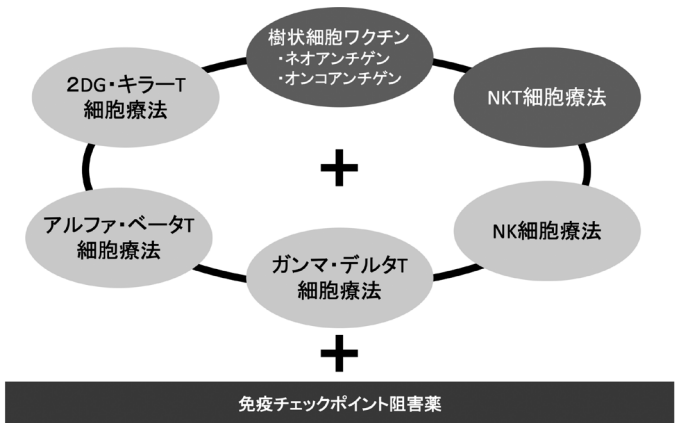 樹状細胞ワクチン
・ネオアンチゲン
・オンコアンチゲン
2DG・キラーT
細胞療法
NKT細胞療法
+
アルファ・ベータT
細胞療法
NK細胞療法
ガンマ・デルタT
細胞療法
+
免疫チェックポイント阻害薬